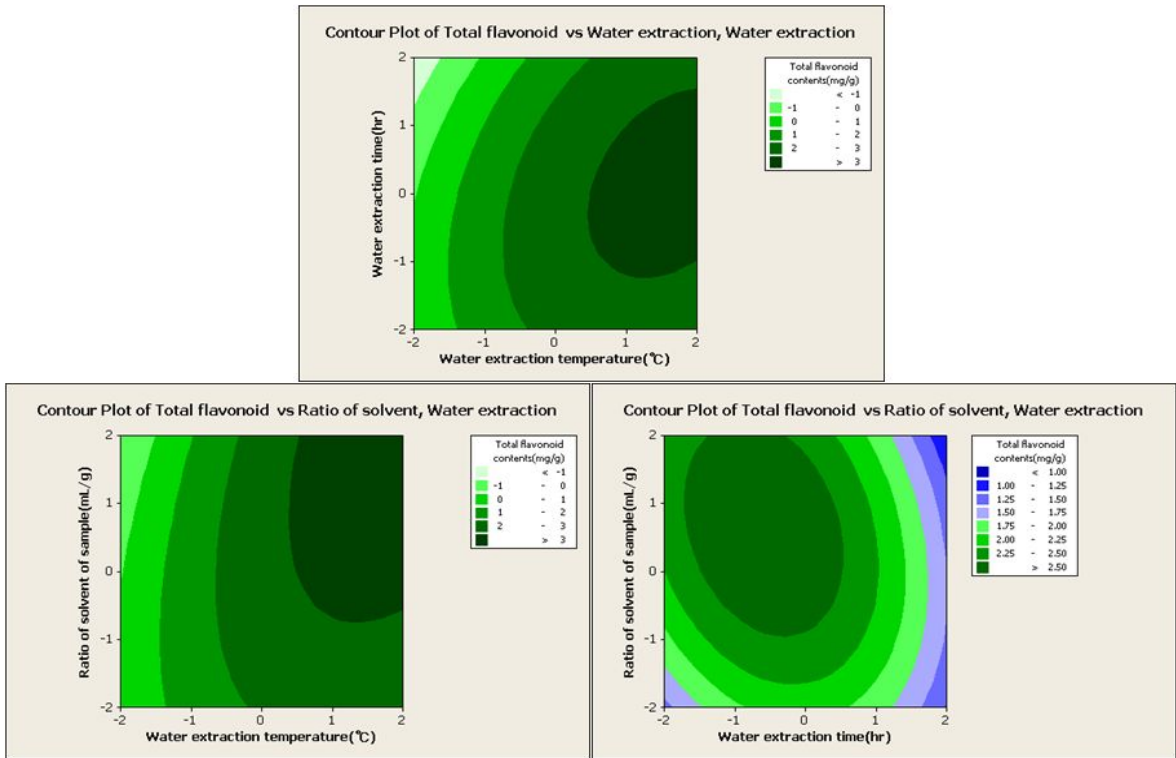 Contour Plot of Total flavonoid vs Water extraction, Water extraction
Total flavonoid
contents(mg/g)
< -1
-1 - 0
0 - 1
1 - 2
2 - 3
> 3
Water extraction time(hr)
2
1
0
-1
-2
-2 -1 0 1 2
Water extraction temperature(℃)
Contour Plot of Total flavonoid vs Ratio of solvent, Water extraction
Total flavonoid
contents(mg/g)
< -1
-1 - 0
0 - 1
1 - 2
2 - 3
> 3
Ratio of solvent of sample(mL/g)
2
1
0
-1
-2
-2 -1 0 1 2
Water extraction temperature(℃)
Contour Plot of Total flavonoid vs Ratio of solvent, Water extraction
Total flavonoid
contents(mg/g)
< 1.00
1.00 - 1.25
1.25 - 1.50
1.50 - 1.75
1.75 - 2.00
2.00 - 2.25
2.25 - 2.50
> 2.50
Ratio of solvent of sample(mL/g)
2
1
0
-1
-2
-2 -1 0 1 2
Water extraction time(hr)